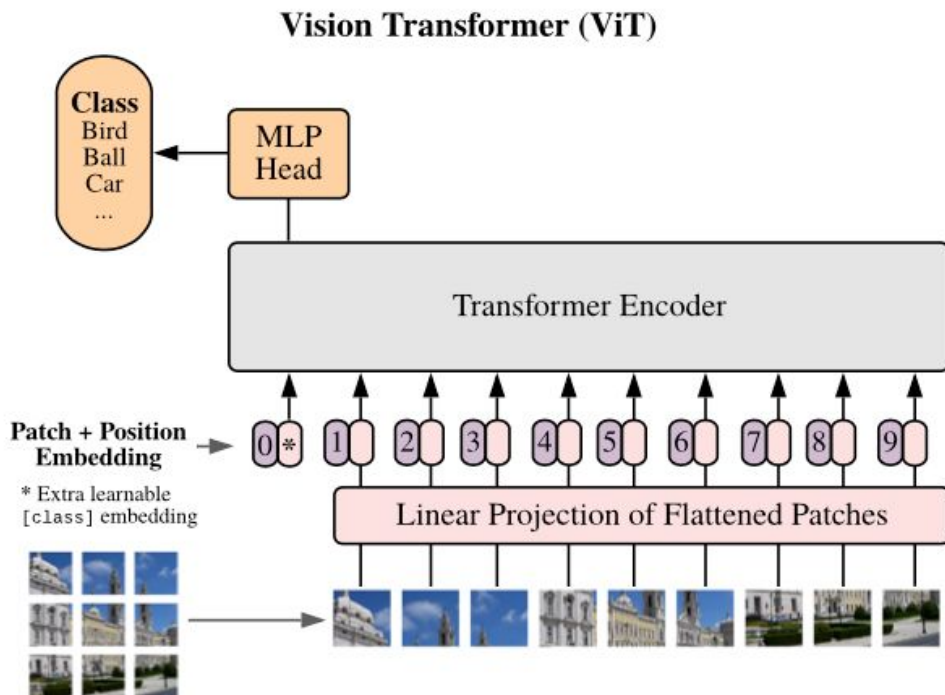 Vision Transformer (ViT)
Class
Bird
Ball
Car
...
MLP
Head
Transformer Encoder
Patch + Position
Embedding
0 * 1 2 3 4 5 6 7 8 9
* Extra learnable
[class] embedding
Linear Projection of Flattened Patches